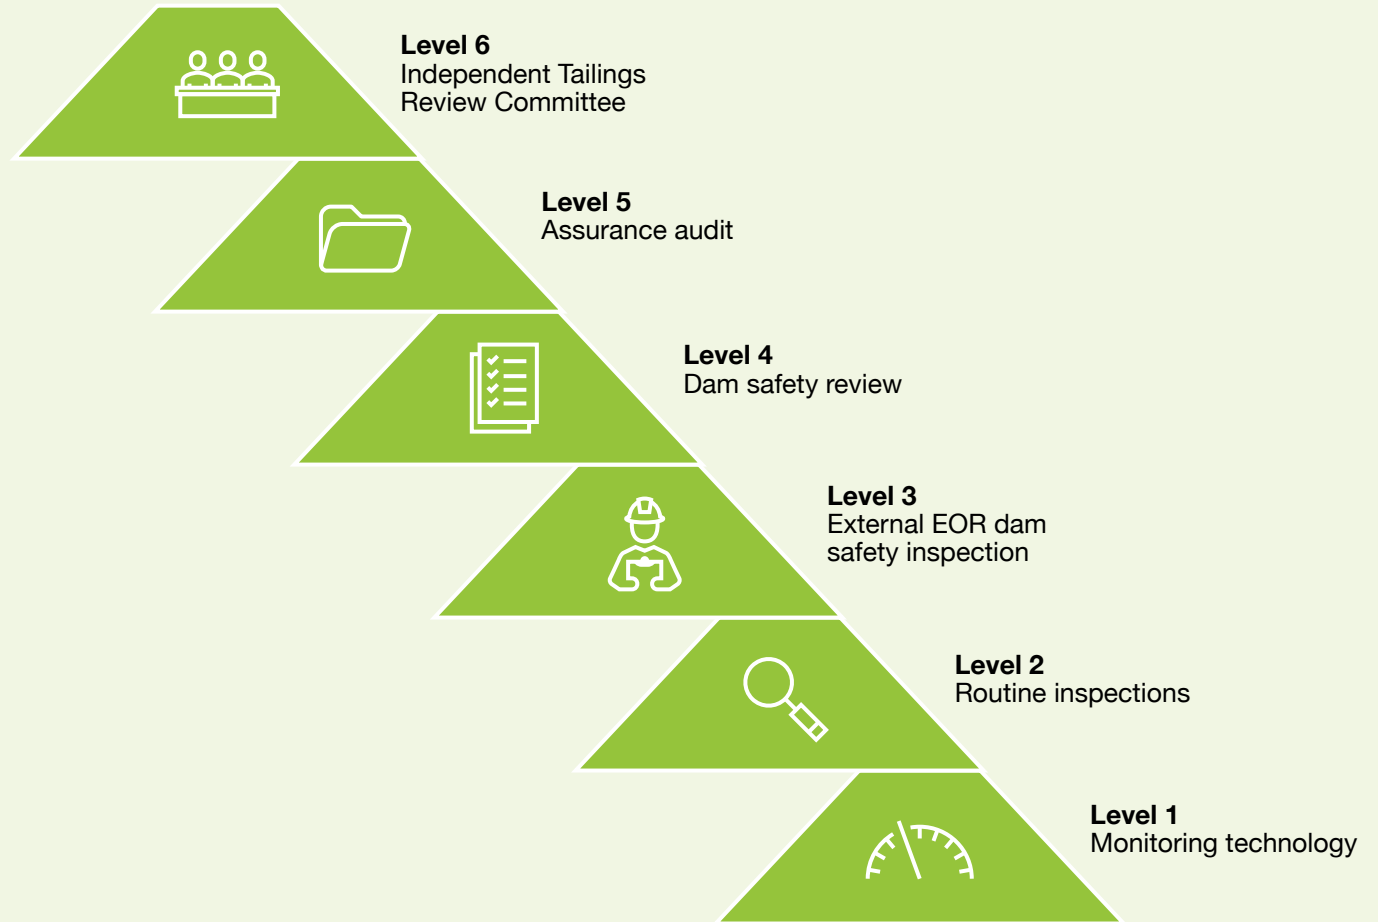 Level 6
Independent Tailings
Review Committee
Level 5
Assurance audit
Level 4
Dam safety review
Level 3
External EOR dam
safety inspection
Level 2
Routine inspections
Level 1
Monitoring technology